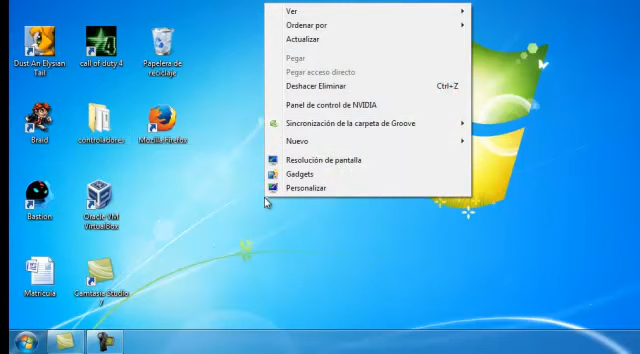 Ver
Ordenar por
Actualizar
Pegar
Pegar acceso directo
Deshacer Eliminar Ctrl+Z
Panel de control de NVIDIA
Sincronización de la carpeta de Groove
Nuevo
Resolución de pantalla
Gadgets
Personalizar
Dust An Elysian
Tail
call of duty 4
Papelera de
reciclaje
Braid
controladores
Mozilla Firefox
Bastion
Oracle VM
VirtualBox
Matricula
Camtasia Studio
7